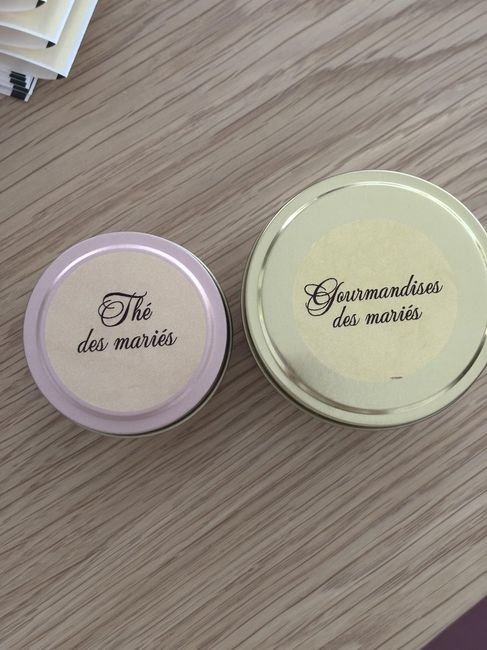 Thé
des mariés
Gourmandises
des mariés